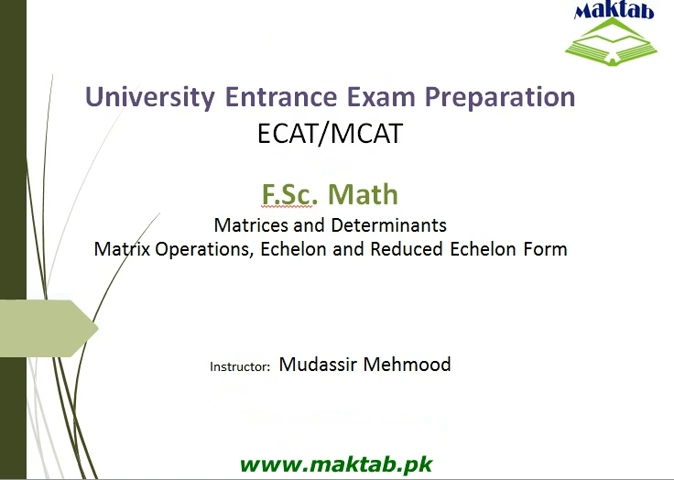 Maktab
University Entrance Exam Preparation
ECAT/MCAT
F.Sc. Math
Matrices and Determinants
Matrix Operations, Echelon and Reduced Echelon Form
Instructor: Mudassir Mehmood
www.maktab.pk